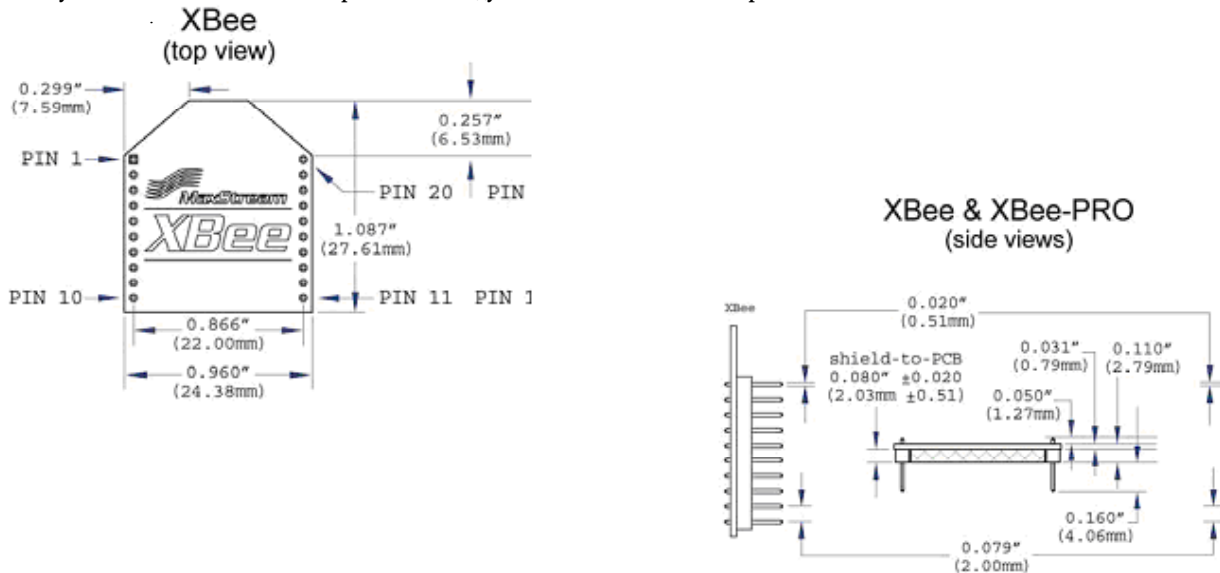 XBee
(top view)
0.299"
(7.59mm)
0.257"
(6.53mm)
PIN 1
PIN 20 PIN
MaxStream
XBee
1.087"
(27.61mm)
PIN 10
PIN 11 PIN 1
0.866"
(22.00mm)
0.960"
(24.38mm)
XBee & XBee-PRO
(side views)
XBee
0.020"
(0.51mm)
shield-to-PCB
0.080" ±0.020
(2.03mm ±0.51)
0.031"
(0.79mm)
0.110"
(2.79mm)
0.050"
(1.27mm)
0.160"
(4.06mm)
0.079"
(2.00mm)